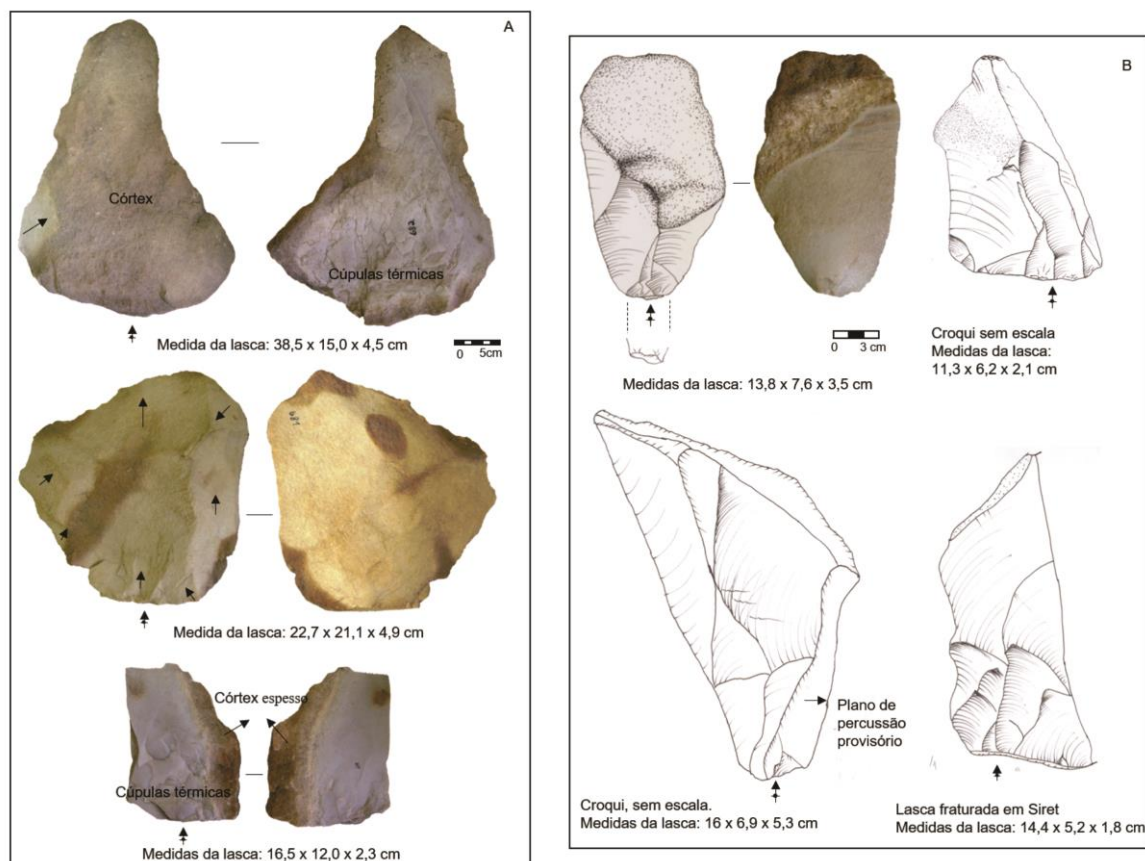 A
Córtex
Cúpulas térmicas
Medida da lasca: 38,5 x 15,0 x 4,5 cm
0 5cm
Medida da lasca: 22,7 x 21,1 x 4,9 cm
Córtex espesso
Cúpulas térmicas
Medidas da lasca: 16,5 x 12,0 x 2,3 cm
B
0 3 cm
Medidas da lasca: 13,8 x 7,6 x 3,5 cm
Croqui sem escala
Medidas da lasca:
11,3 x 6,2 x 2,1 cm
Plano de
percussão
provisório
Croqui, sem escala.
Medidas da lasca: 16 x 6,9 x 5,3 cm
Lasca fraturada em Siret
Medidas da lasca: 14,4 x 5,2 x 1,8 cm